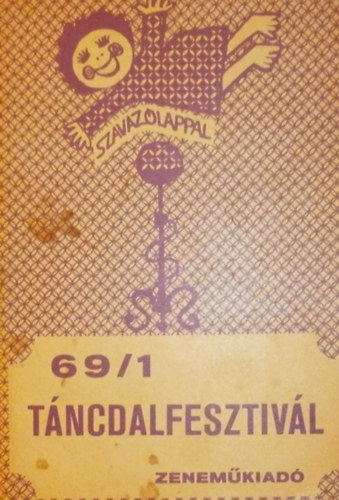 SZAVAZÓLAPPAL
69/1
TÁNCDALFESZTIVÁL
ZENEMŰKIADÓ